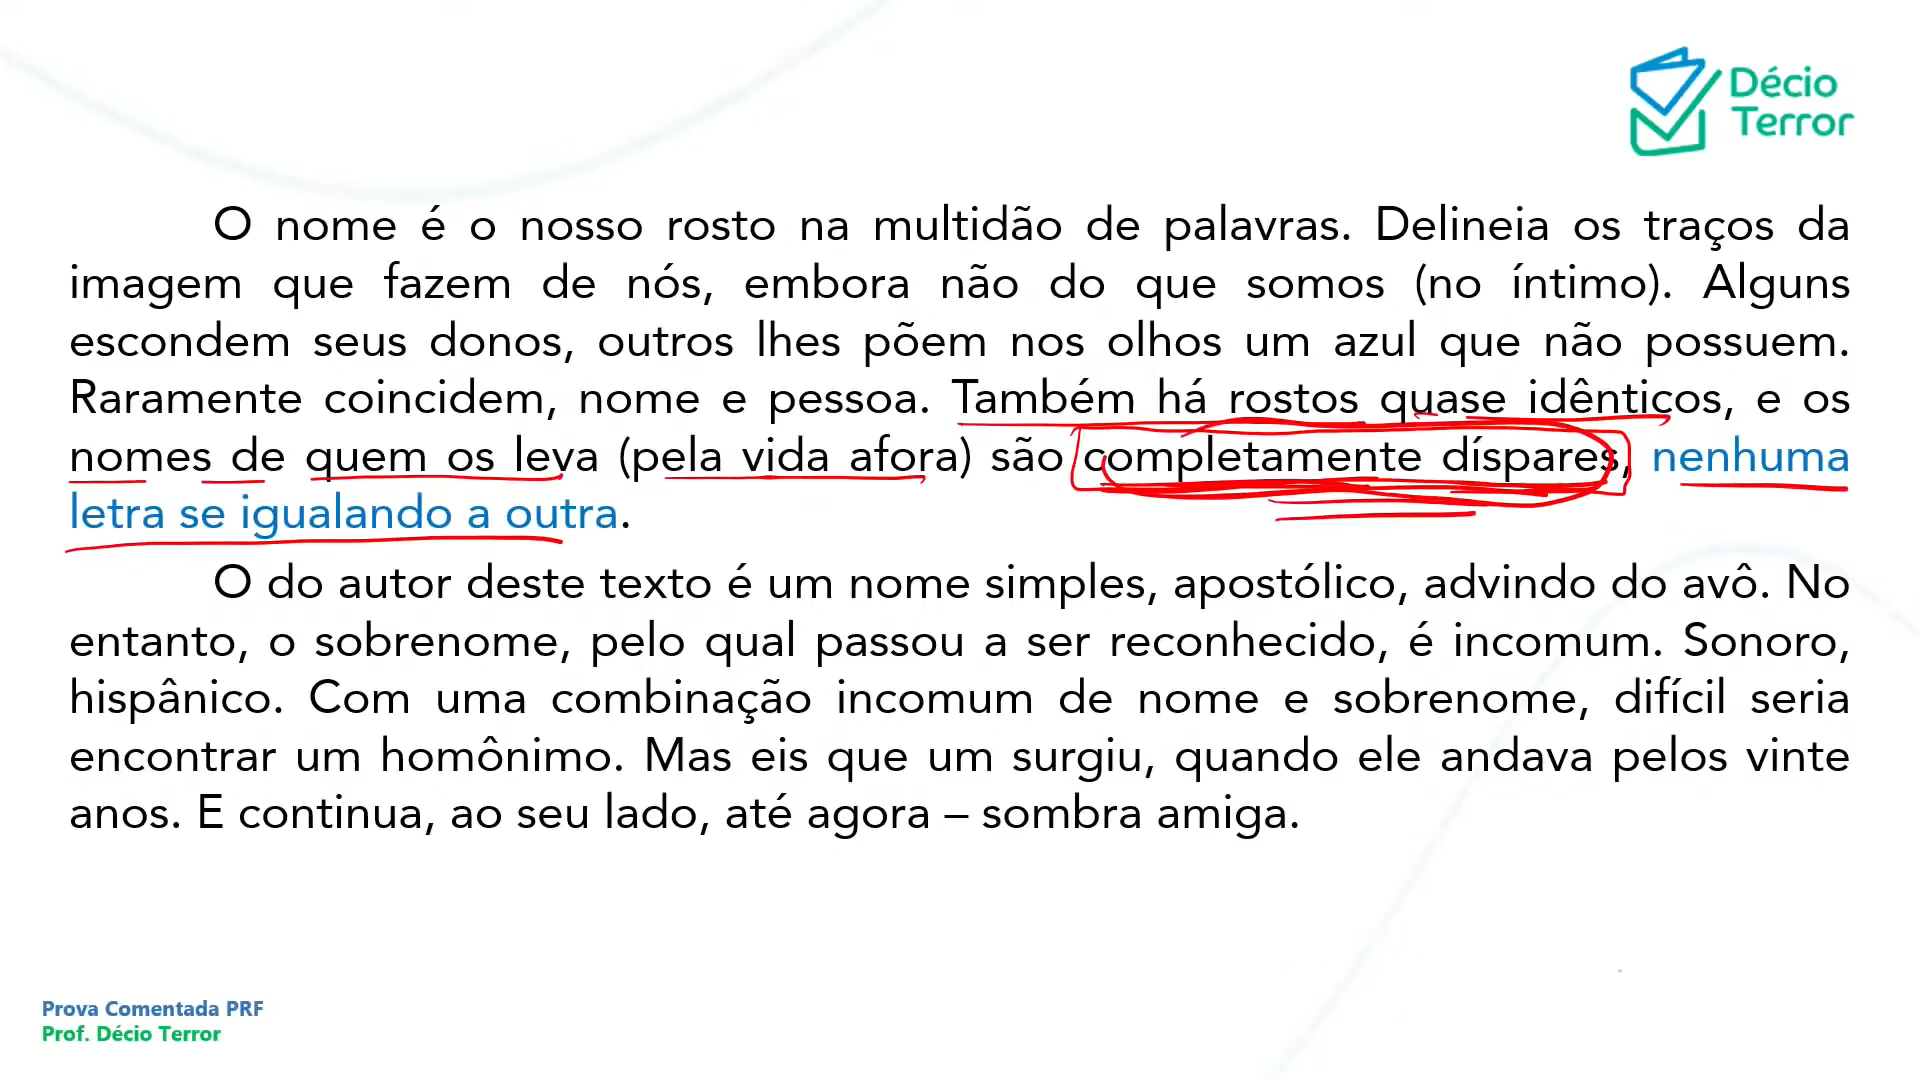 Décio
Terror
O nome é o nosso rosto na multidão de palavras. Delineia os traços da
imagem que fazem de nós, embora não do que somos (no íntimo). Alguns
escondem seus donos, outros lhes põem nos olhos um azul que não possuem.
Raramente coincidem, nome e pessoa. Também há rostos quase idênticos, e os
nomes de quem os leva (pela vida afora) são completamente díspares, nenhuma
letra se igualando a outra.
O do autor deste texto é um nome simples, apostólico, advindo do avô. No
entanto, o sobrenome, pelo qual passou a ser reconhecido, é incomum. Sonoro,
hispânico. Com uma combinação incomum de nome e sobrenome, difícil seria
encontrar um homônimo. Mas eis que um surgiu, quando ele andava pelos vinte
anos. E continua, ao seu lado, até agora – sombra amiga.
Prova Comentada PRF
Prof. Décio Terror